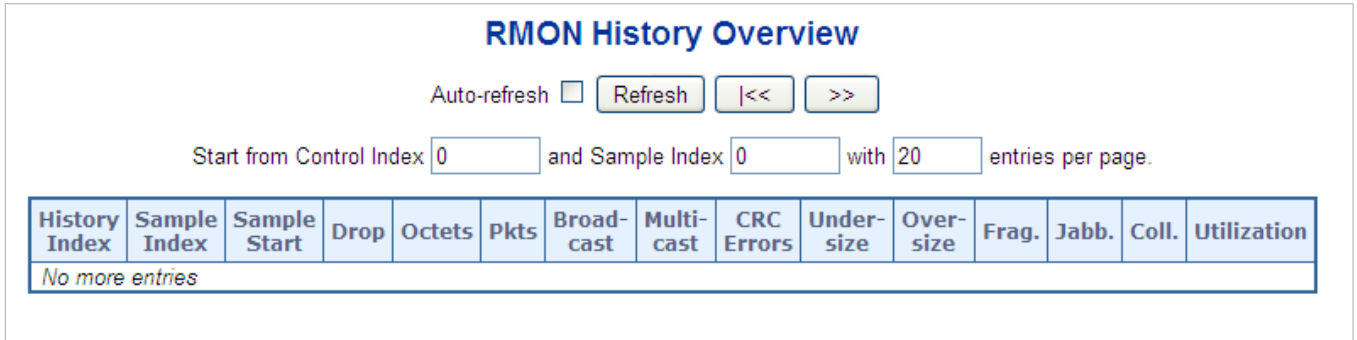 RMON History Overview
Auto-refresh Refresh |<< >>
Start from Control Index 0 and Sample Index 0 with 20 entries per page.
History Index Sample Index Sample Start Drop Octets Pkts Broad-cast Multi-cast CRC Errors Under-size Over-size Frag. Jabb. Coll. Utilization
No more entries